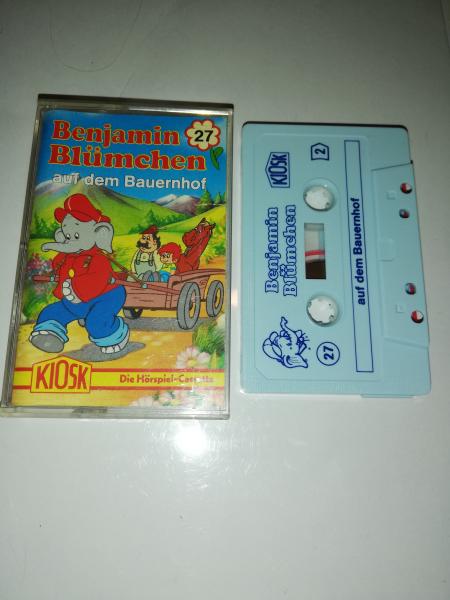 Benjamin
Blümchen
27
auf dem Bauernhof
KIOSK
Die Hörspiel-Cassette
KIOSK
2
Benjamin
Blümchen
auf dem Bauernhof
27